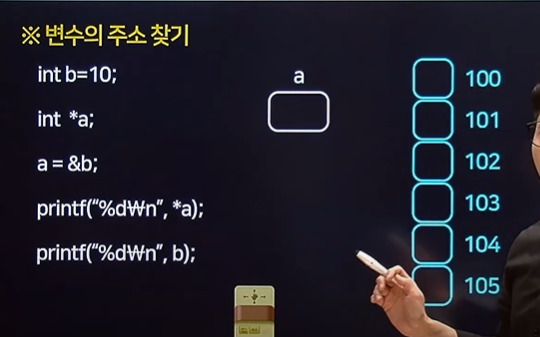 ※ 변수의 주소 찾기
int b=10;
int *a;
a = &b;
printf(“%d₩n”, *a);
printf(“%d₩n”, b);
a
100
101
102
103
104
105